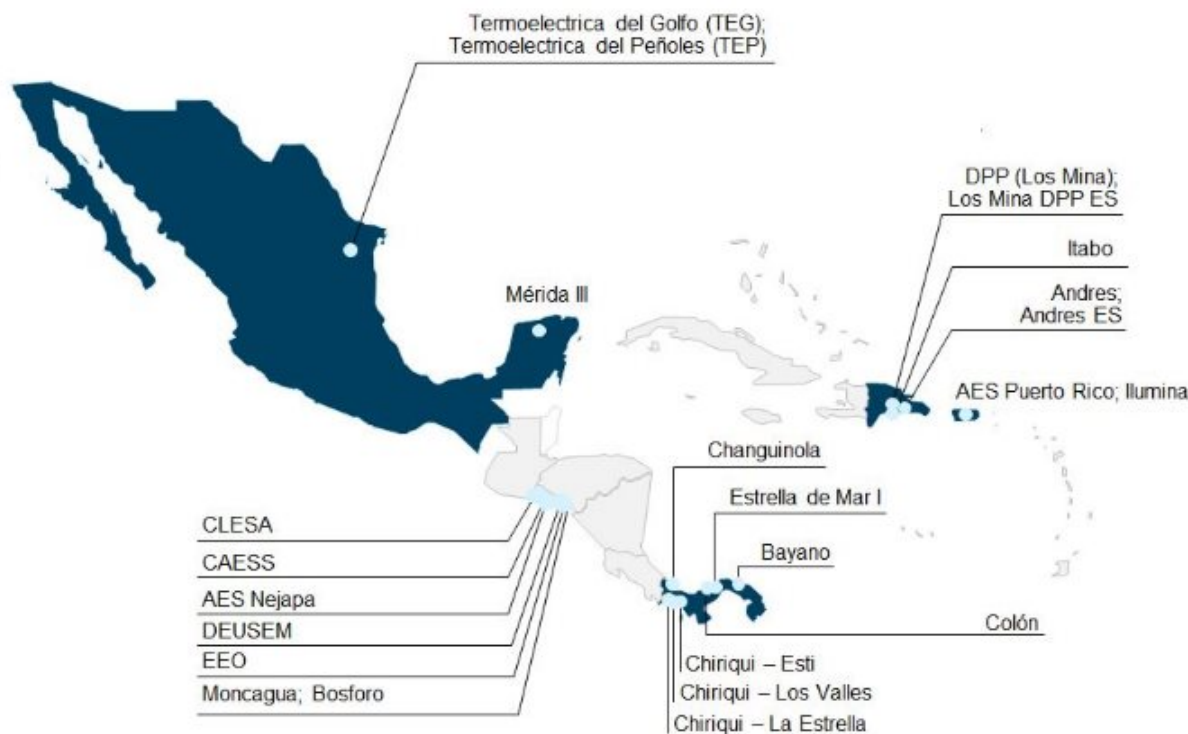 Termoelectrica del Golfo (TEG);
Termoelectrica del Peñoles (TEP)
DPP (Los Mina);
Los Mina DPP ES
Itabo
Andres;
Andres ES
Mérida III
AES Puerto Rico; Ilumina
Changuinola
Estrella de Mar I
Bayano
CLESA
CAESS
AES Nejapa
DEUSEM
EEO
Moncagua; Bosforo
Colón
Chiriqui – Esti
Chiriqui – Los Valles
Chiriqui – La Estrella